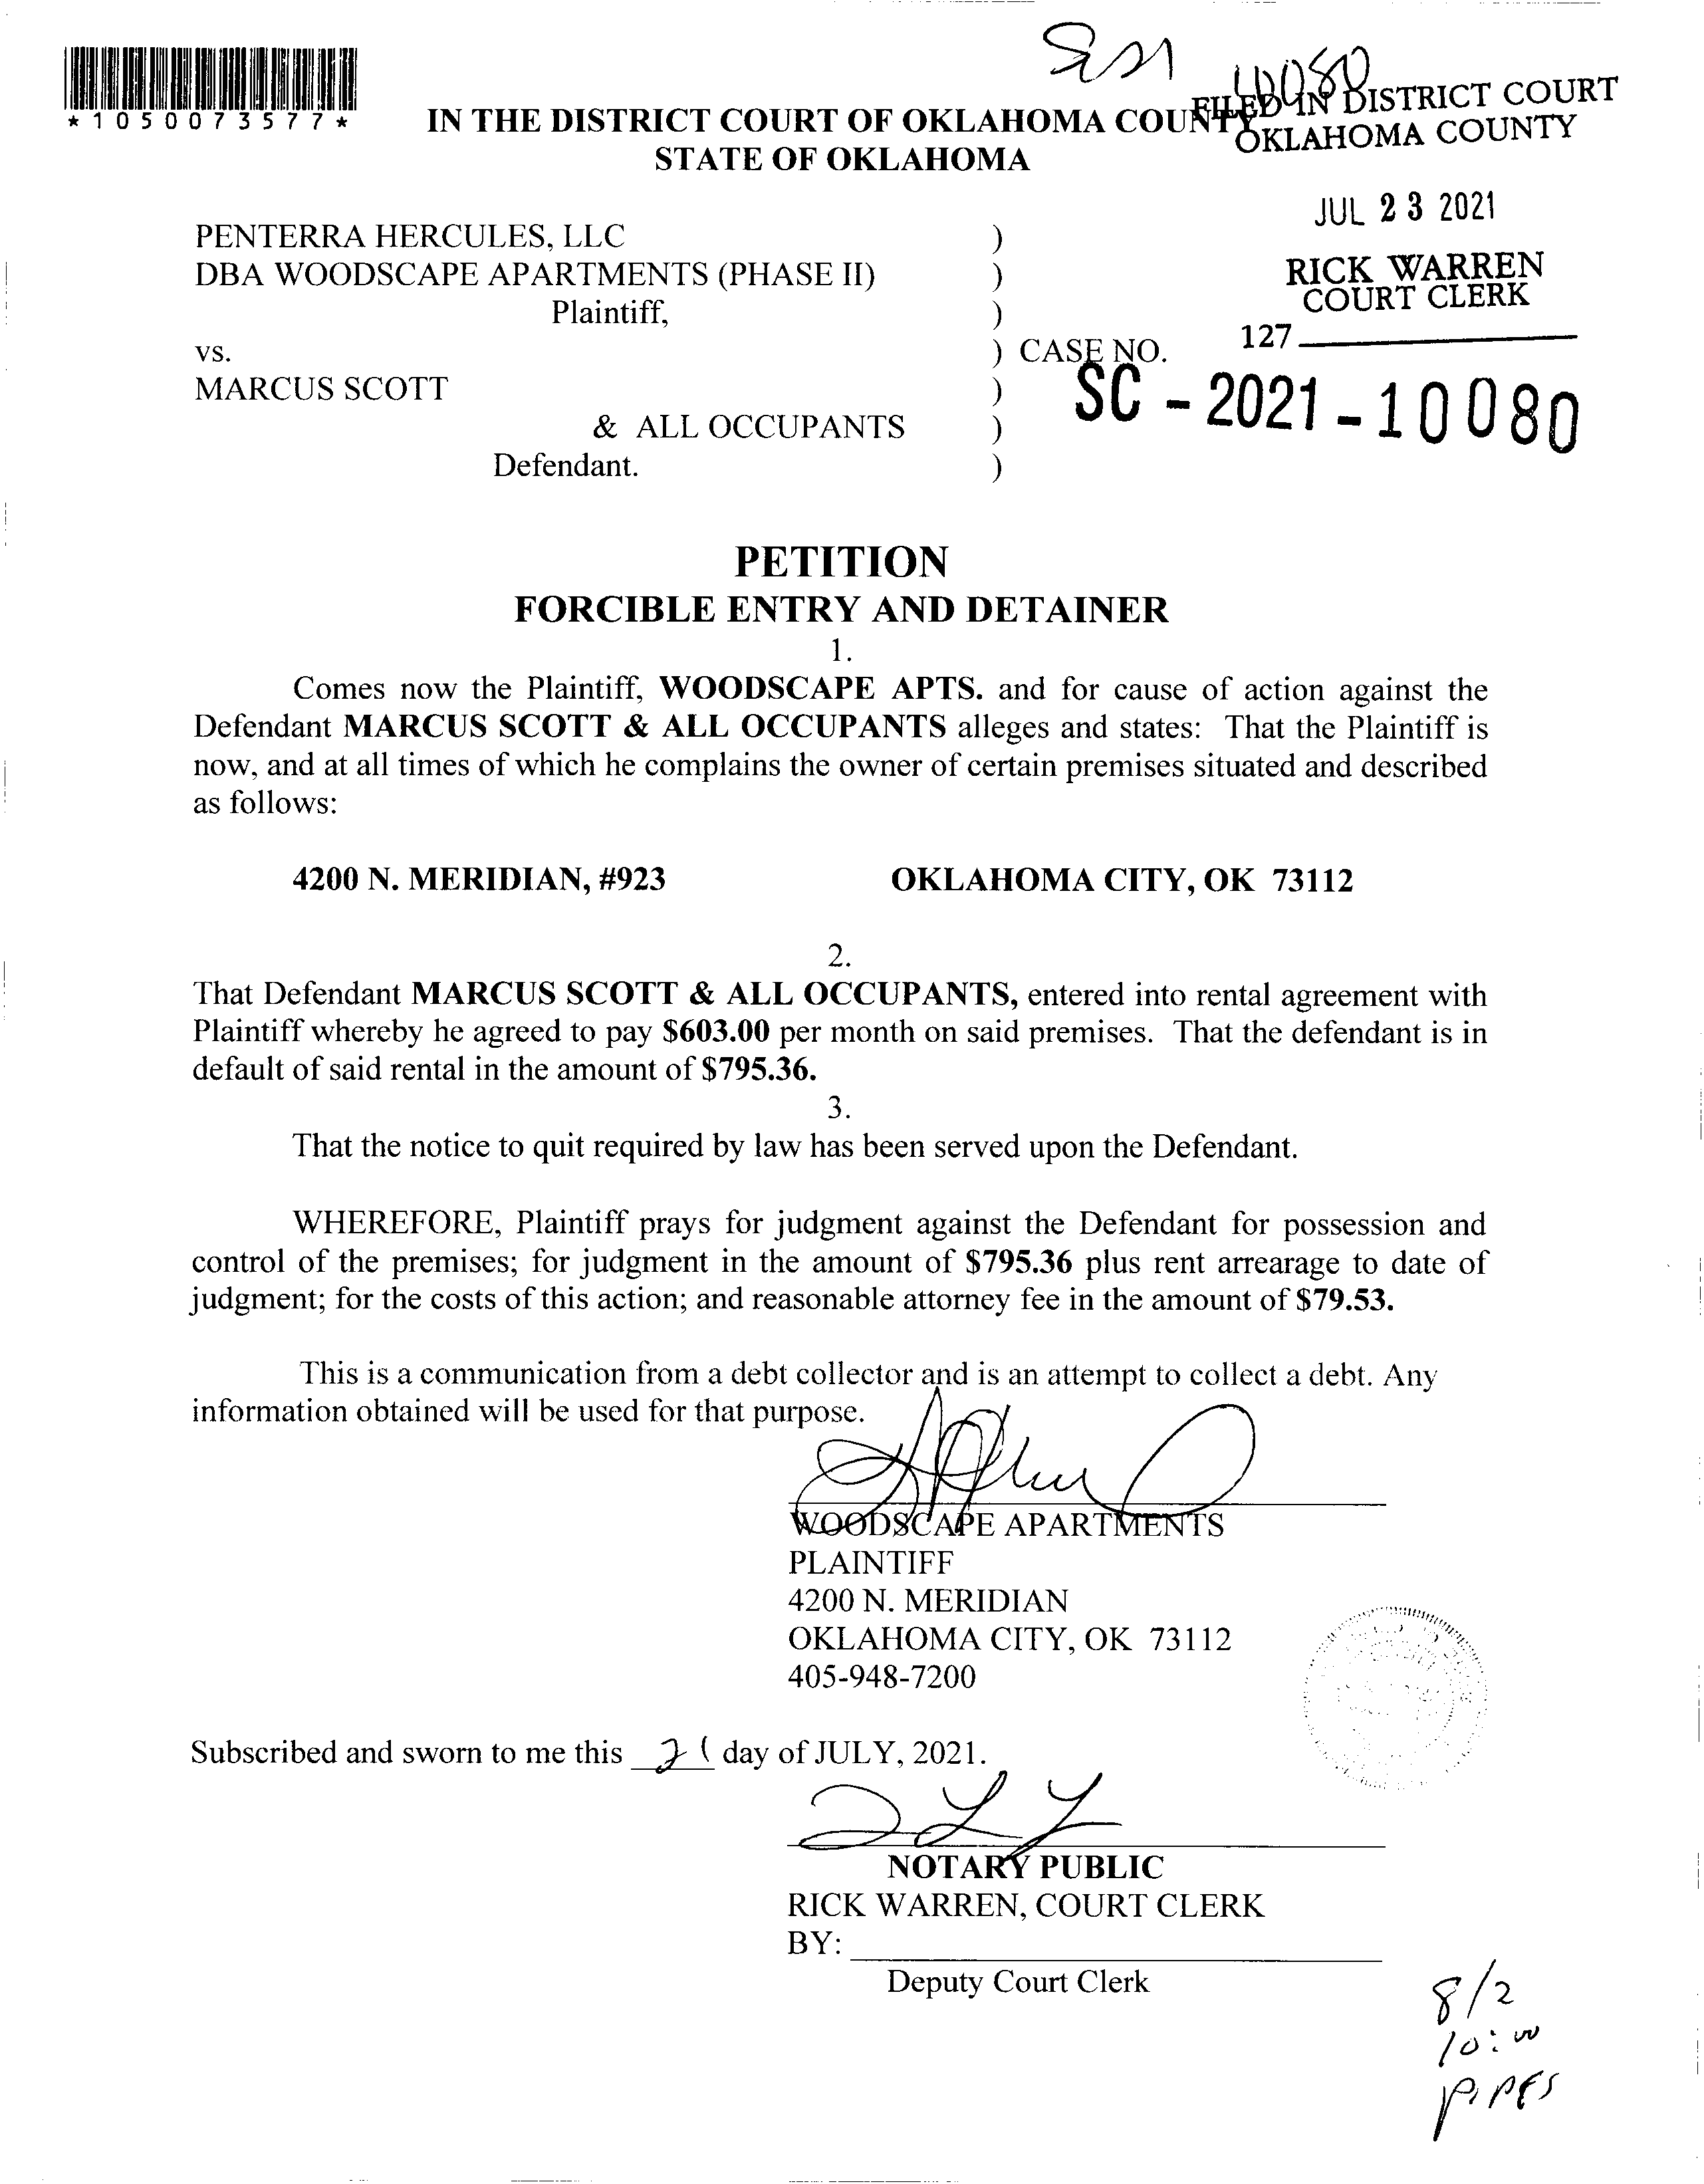 10080
*1050073577*
IN THE DISTRICT COURT OF OKLAHOMA COUNTY
STATE OF OKLAHOMA
FILED IN DISTRICT COURT
OKLAHOMA COUNTY
JUL 23 2021
RICK WARREN
COURT CLERK
127
PENTERRA HERCULES, LLC )
DBA WOODSCAPE APARTMENTS (PHASE II) )
Plaintiff, )
vs. ) CASE NO.
MARCUS SCOTT ) SC - 2021 - 10080
& ALL OCCUPANTS )
Defendant. )
PETITION
FORCIBLE ENTRY AND DETAINER
1.
Comes now the Plaintiff, WOODSCAPE APTS. and for cause of action against the
Defendant MARCUS SCOTT & ALL OCCUPANTS alleges and states: That the Plaintiff is
now, and at all times of which he complains the owner of certain premises situated and described
as follows:
4200 N. MERIDIAN, #923 OKLAHOMA CITY, OK 73112
2.
That Defendant MARCUS SCOTT & ALL OCCUPANTS, entered into rental agreement with
Plaintiff whereby he agreed to pay $603.00 per month on said premises. That the defendant is in
default of said rental in the amount of $795.36.
3.
That the notice to quit required by law has been served upon the Defendant.
WHEREFORE, Plaintiff prays for judgment against the Defendant for possession and
control of the premises; for judgment in the amount of $795.36 plus rent arrearage to date of
judgment; for the costs of this action; and reasonable attorney fee in the amount of $79.53.
This is a communication from a debt collector and is an attempt to collect a debt. Any
information obtained will be used for that purpose.
WOODSCAPE APARTMENTS
PLAINTIFF
4200 N. MERIDIAN
OKLAHOMA CITY, OK 73112
405-948-7200
Subscribed and sworn to me this 21 day of JULY, 2021.
NOTARY PUBLIC
RICK WARREN, COURT CLERK
BY:
Deputy Court Clerk
8/2
10:00
PIPES